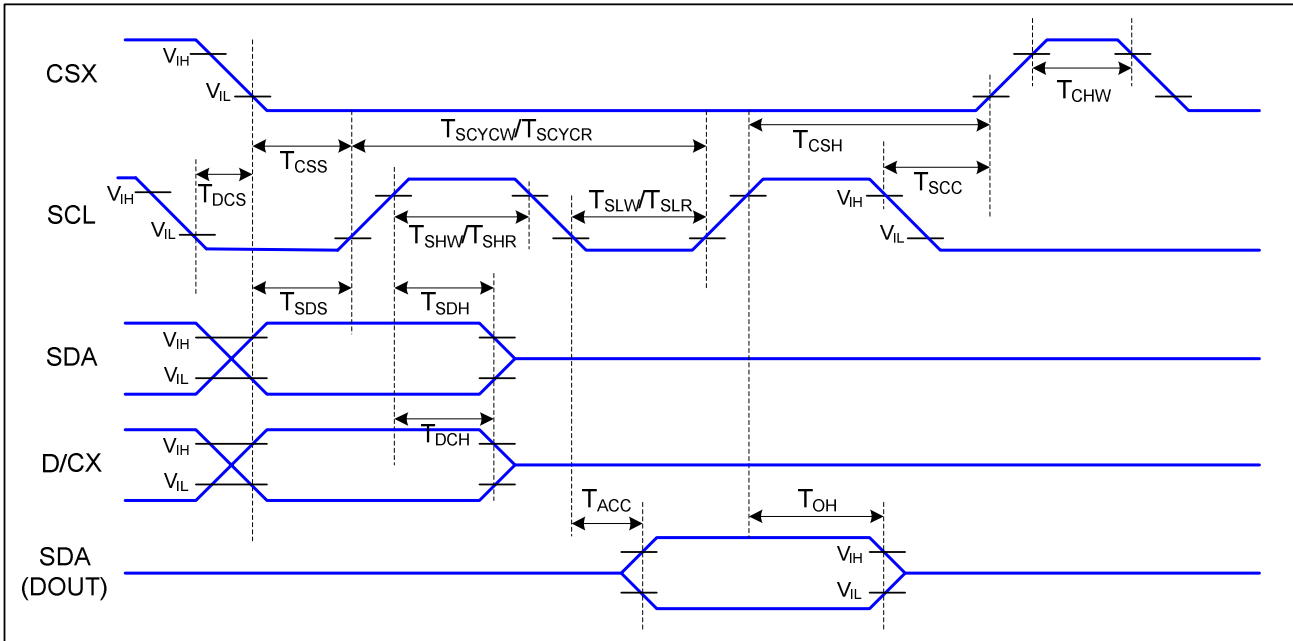 CSX
VIH
VIL
TCHW
TSCYCW/TSCYCR
TCSH
TCSS
TSCC
TDCS
SCL
VIH
VIL
TSLW/TSLR
TSHW/TSHR
VIH
VIL
TSDS
TSDH
SDA
VIH
VIL
TDCH
D/CX
VIH
VIL
TACC
TOH
SDA
(DOUT)
VIH
VIL